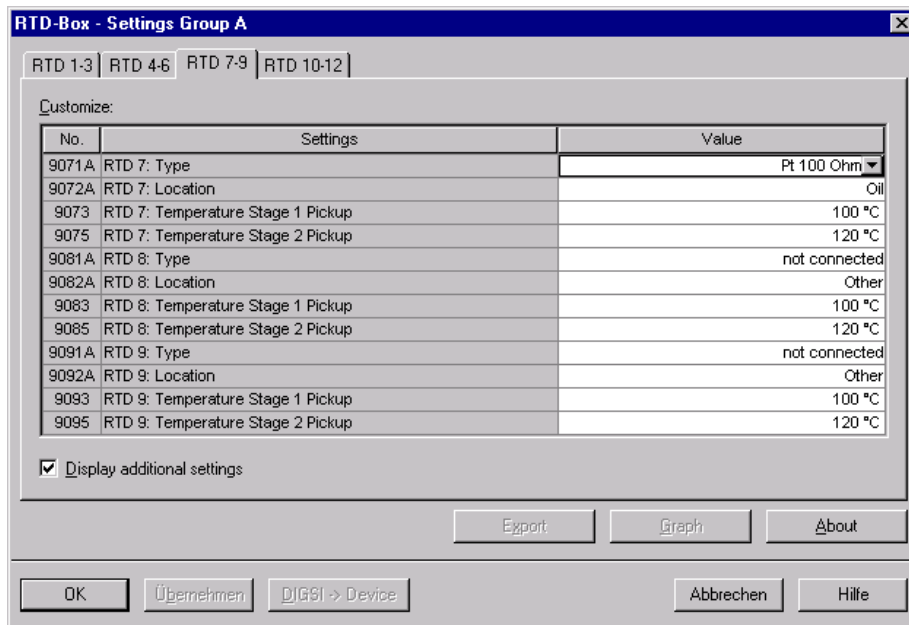 RTD-Box - Settings Group A
RTD 1-3 RTD 4-6 RTD 7-9 RTD 10-12
Customize:
No. Settings Value
9071A RTD 7: Type Pt 100 Ohm
9072A RTD 7: Location Oil
9073 RTD 7: Temperature Stage 1 Pickup 100 °C
9075 RTD 7: Temperature Stage 2 Pickup 120 °C
9081A RTD 8: Type not connected
9082A RTD 8: Location Other
9083 RTD 8: Temperature Stage 1 Pickup 100 °C
9085 RTD 8: Temperature Stage 2 Pickup 120 °C
9091A RTD 9: Type not connected
9092A RTD 9: Location Other
9093 RTD 9: Temperature Stage 1 Pickup 100 °C
9095 RTD 9: Temperature Stage 2 Pickup 120 °C
Display additional settings
Export Graph About
OK Übernehmen DIGSI -> Device Abbrechen Hilfe